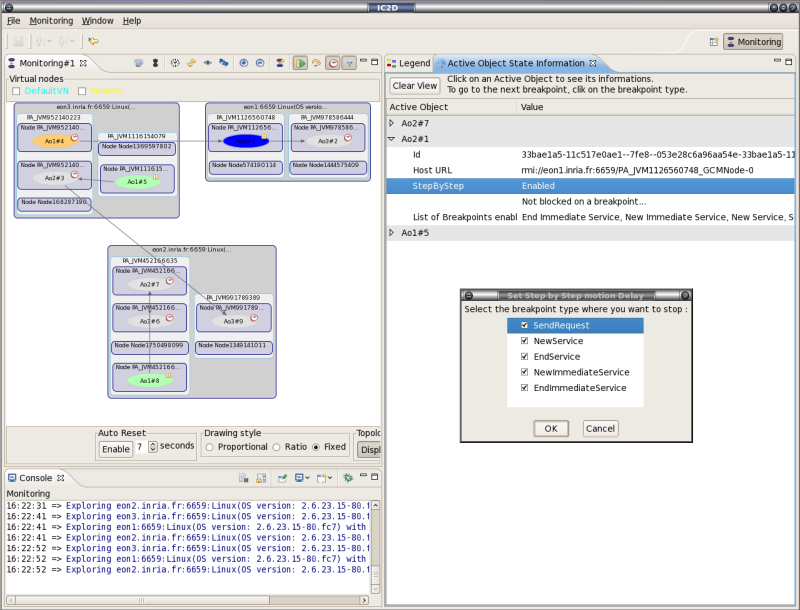 IC2D
File Monitoring Window Help
Monitoring
Monitoring#1
Virtual nodes
DefaultVN
eon3.inria.fr:6659:Linux(...
PA_JVM952140223
Node PA_JVM952140...
Ao1#4
Node PA_JVM952140...
Ao2#3
Node Node168287190
PA_JVM1116154079
Node Node1369597802
Node PA_JVM111615...
Ao1#5
eon1:6659:Linux(OS versio...
PA_JVM1126560748
Node PA_JVM112656...
Node Node574190114
PA_JVM978586444
Node PA_JVM978586...
Ao3#2
Node Node1444575409
eon2.inria.fr:6659:Linux(...
PA_JVM452166635
Node PA_JVM452166...
Ao2#7
Node PA_JVM452166...
Ao3#6
Node Node1750498099
Node PA_JVM452166...
Ao1#8
PA_JVM991789389
Node PA_JVM991789...
Ao3#9
Node Node1349141011
Auto Reset
Enable 7 seconds
Drawing style
Proportional Ratio Fixed
Topolo
Displ
Console
Monitoring
16:22:31 => Exploring eon2.inria.fr:6659:Linux(OS version: 2.6.23.15-80.f
16:22:41 => Exploring eon3.inria.fr:6659:Linux(OS version: 2.6.23.15-80.f
16:22:41 => Exploring eon1:6659:Linux(OS version: 2.6.23.15-80.fc7) with
16:22:41 => Exploring eon2.inria.fr:6659:Linux(OS version: 2.6.23.15-80.f
16:22:52 => Exploring eon3.inria.fr:6659:Linux(OS version: 2.6.23.15-80.f
16:22:52 => Exploring eon1:6659:Linux(OS version: 2.6.23.15-80.fc7) with
16:22:52 => Exploring eon2.inria.fr:6659:Linux(OS version: 2.6.23.15-80.f
Legend Active Object State Information
Clear View
Click on an Active Object to see its informations.
To go to the next breakpoint, clik on the breakpoint type.
Active Object Value
Ao2#7
Ao2#1
Id 33bae1a5-11c517e0ae1--7fe8--053e28c6a96aa54e-33bae1a5-11
Host URL rmi://eon1.inria.fr:6659/PA_JVM1126560748_GCMNode-0
StepByStep Enabled
Not blocked on a breakpoint...
List of Breakpoints enabl End Immediate Service, New Immediate Service, New Service, S
Ao1#5
Set Step by Step motion Delay
Select the breakpoint type where you want to stop :
SendRequest
NewService
EndService
NewImmediateService
EndImmediateService
OK Cancel